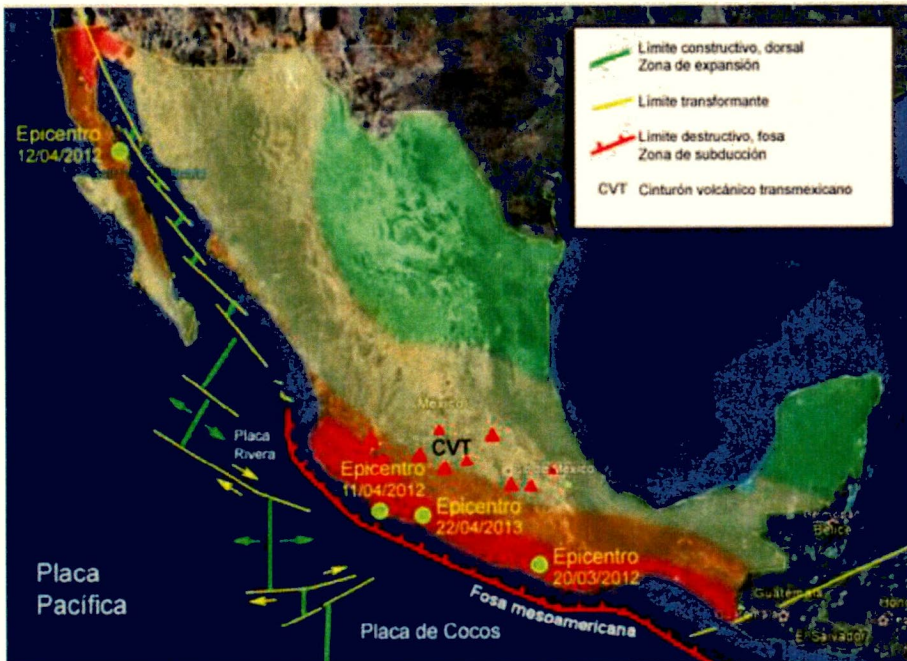 Límite constructivo, dorsal
Zona de expansión
Límite transformante
Límite destructivo, fosa
Zona de subducción
CVT Cinturón volcánico transmexicano
Epicentro
12/04/2012
Mexico
CVT
Placa
Rivera
Epicentro
11/04/2012
Epicentro
22/04/2013
Epicentro
20/03/2012
Mexico
Belice
Guatemala
El Salvador
Placa
Pacífica
Placa de Cocos
Fosa mesoamericana